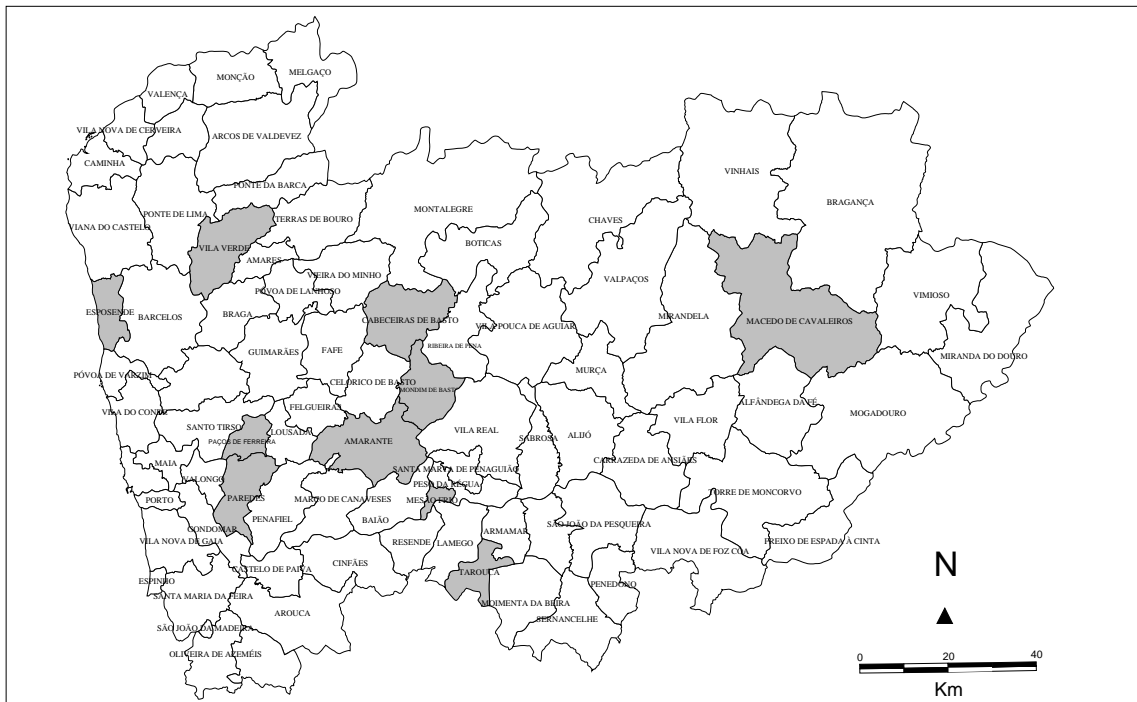 MELGAÇO
MONÇÃO
VALENÇA
VILA NOVA DE CERVEIRA
ARCOS DE VALDEVEZ
CAMINHA
VINHAIS
PONTE DA BARCA
BRAGANÇA
MONTALEGRE
PONTE DE LIMA
TERRAS DE BOURO
CHAVES
VIANA DO CASTELO
BOTICAS
VILA VERDE
AMARES
VIEIRA DO MINHO
VALPAÇOS
VIMIOSO
PÓVOA DE LANHOSO
ESPOSENDE
BARCELOS
BRAGA
CABECEIRAS DE BASTO
MIRANDELA
MACEDO DE CAVALEIROS
VILA POUCA DE AGUIAR
RIBEIRA DE PENA
GUIMARÃES
FAFE
MIRANDA DO DOURO
MURÇA
PÓVOA DE VARZIM
CELORICO DE BASTO
MONDIM DE BAST
ALFÂNDEGA DA FÉ
FELGUEIRAS
VILA DO CONDE
MOGADOURO
VILA FLOR
SANTO TIRSO
LOUSADA
VILA REAL
SABROSA
ALIJÓ
PAÇOS DE FERREIRA
AMARANTE
CARRAZEDA DE ANSIÃES
MAIA
SANTA MARTA DE PENAGUIÃO
VALONGO
PESO DA RÉGUA
TORRE DE MONCORVO
PORTO
PAREDES
MARCO DE CANAVESES
MESÃO FRIO
PENAFIEL
BAIÃO
SÃO JOÃO DA PESQUEIRA
GONDOMAR
ARMAMAR
VILA NOVA DE GAIA
RESENDE
LAMEGO
FREIXO DE ESPADA À CINTA
VILA NOVA DE FOZ COA
CINFÃES
CASTELO DE PAIVA
TAROUCA
ESPINHO
PENEDONO
SANTA MARIA DA FEIRA
MOIMENTA DA BEIRA
AROUCA
SERNANCELHE
SÃO JOÃO DA MADEIRA
OLIVEIRA DE AZEMÉIS
N
0 20 40
Km